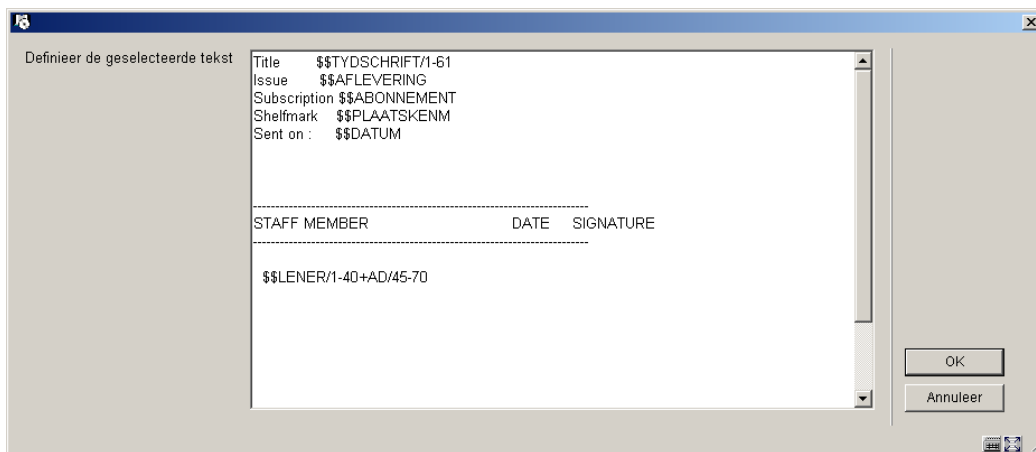 Definieer de geselecteerde tekst
Title $$TYDSCHRIFT/1-61
Issue $$AFLEVERING
Subscription $$ABONNEMENT
Shelfmark $$PLAATSKENM
Sent on : $$DATUM
--------------------------------------------------------------------------------
STAFF MEMBER DATE SIGNATURE
--------------------------------------------------------------------------------
$$LENER/1-40+AD/45-70
OK
Annuleer